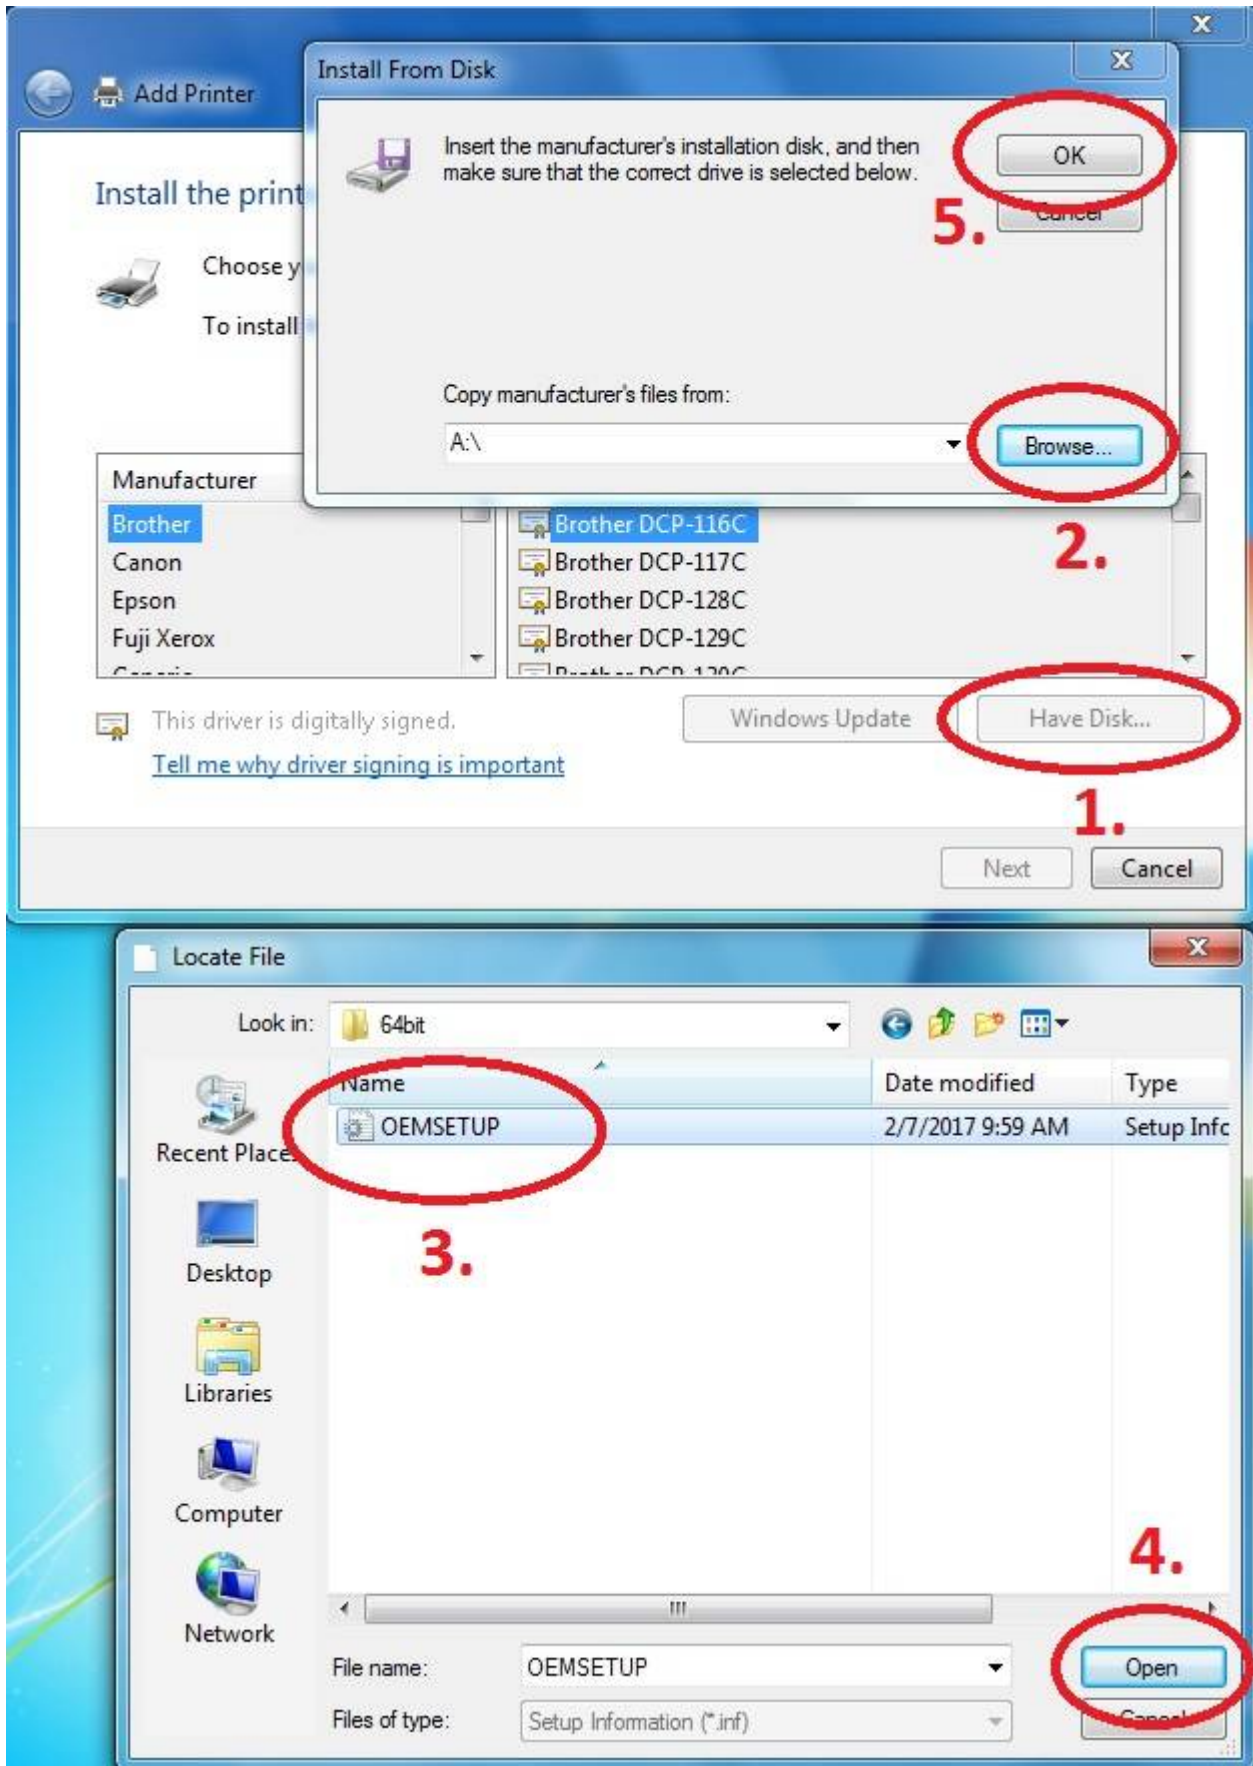 Add Printer
Install From Disk
Insert the manufacturer's installation disk, and then
make sure that the correct drive is selected below.
OK
Cancel
5.
Install the print
Choose y
To install
Copy manufacturer's files from:
A:\
Browse...
2.
Manufacturer
Brother
Canon
Epson
Fuji Xerox
Brother DCP-116C
Brother DCP-117C
Brother DCP-128C
Brother DCP-129C
This driver is digitally signed.
Tell me why driver signing is important
Windows Update
Have Disk...
1.
Next
Cancel
Locate File
Look in:
64bit
Name
Date modified
Type
OEMSETUP
2/7/2017 9:59 AM
Setup Info
3.
Recent Places
Desktop
Libraries
Computer
Network
4.
File name:
OEMSETUP
Open
Files of type:
Setup Information (*.inf)
Cancel